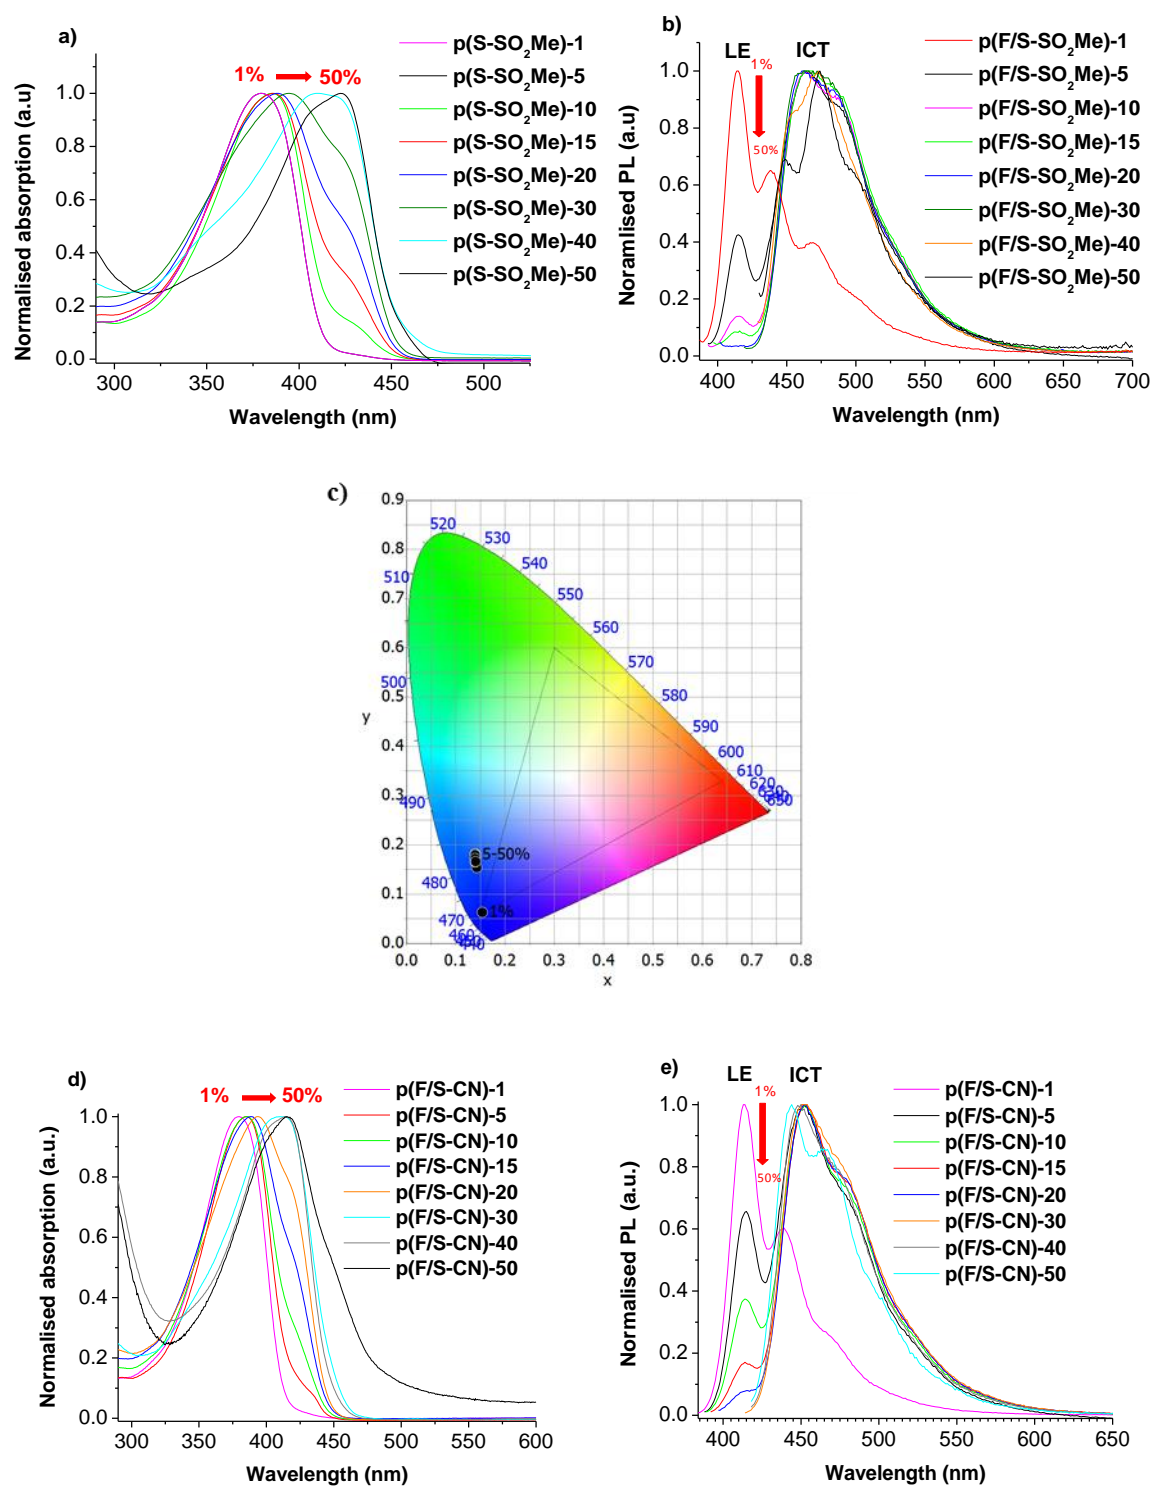 a)
1% 50%
p(S-SO2Me)-1
p(S-SO2Me)-5
p(S-SO2Me)-10
p(S-SO2Me)-15
p(S-SO2Me)-20
p(S-SO2Me)-30
p(S-SO2Me)-40
p(S-SO2Me)-50
Normalised absorption (a.u)
1.0
0.8
0.6
0.4
0.2
0.0
300 350 400 450 500
Wavelength (nm)
b)
LE ICT
1%
50%
p(F/S-SO2Me)-1
p(F/S-SO2Me)-5
p(F/S-SO2Me)-10
p(F/S-SO2Me)-15
p(F/S-SO2Me)-20
p(F/S-SO2Me)-30
p(F/S-SO2Me)-40
p(F/S-SO2Me)-50
Noramlised PL (a.u)
1.0
0.8
0.6
0.4
0.2
0.0
400 450 500 550 600 650 700
Wavelength (nm)
c)
0.9
0.8
0.7
0.6
0.5
0.4
0.3
0.2
0.1
0.0
y
0.0 0.1 0.2 0.3 0.4 0.5 0.6 0.7 0.8
x
520
530
540
550
560
570
580
590
600
610
620
630
510
500
490
480
470
460
5-50%
1%
d)
1% 50%
p(F/S-CN)-1
p(F/S-CN)-5
p(F/S-CN)-10
p(F/S-CN)-15
p(F/S-CN)-20
p(F/S-CN)-30
p(F/S-CN)-40
p(F/S-CN)-50
Normalised absorption (a.u.)
1.0
0.8
0.6
0.4
0.2
0.0
300 350 400 450 500 550 600
Wavelength (nm)
e)
LE ICT
1%
50%
p(F/S-CN)-1
p(F/S-CN)-5
p(F/S-CN)-10
p(F/S-CN)-15
p(F/S-CN)-20
p(F/S-CN)-30
p(F/S-CN)-40
p(F/S-CN)-50
Normalised PL (a.u.)
1.0
0.8
0.6
0.4
0.2
0.0
400 450 500 550 600 650
Wavelength (nm)